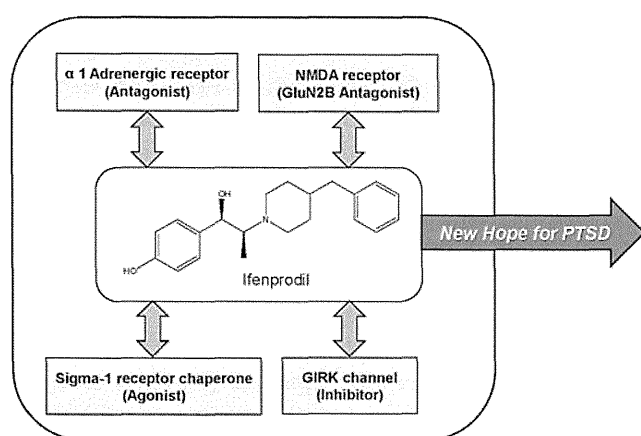 α 1 Adrenergic receptor
(Antagonist)
NMDA receptor
(GluN2B Antagonist)
OH
N
HO
Ifenprodil
New Hope for PTSD
Sigma-1 receptor chaperone
(Agonist)
GIRK channel
(Inhibitor)